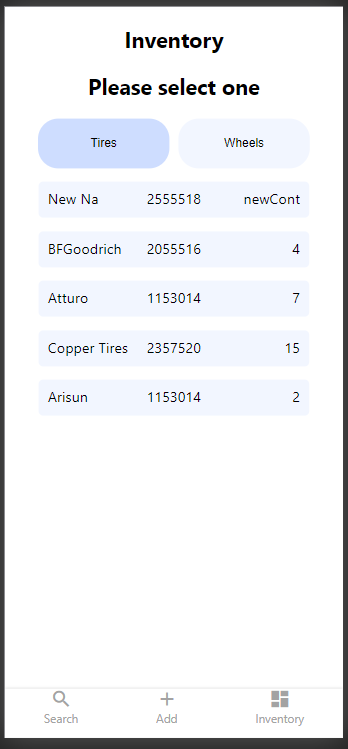 Inventory
Please select one
Tires Wheels
New Na 2555518 newCont
BFGoodrich 2055516 4
Atturo 1153014 7
Copper Tires 2357520 15
Arisun 1153014 2
Search Add Inventory